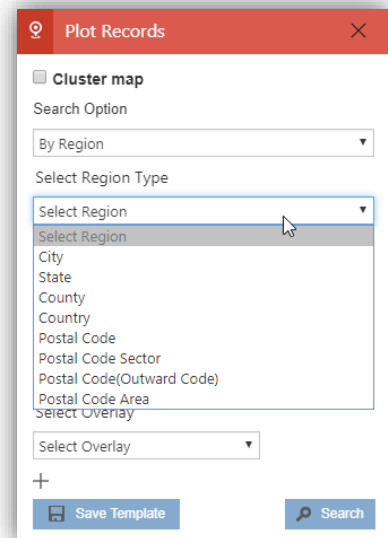 Plot Records
Cluster map
Search Option
By Region
Select Region Type
Select Region
Select Region
City
State
County
Country
Postal Code
Postal Code Sector
Postal Code(Outward Code)
Postal Code Area
Select Overlay
Select Overlay
Save Template Search